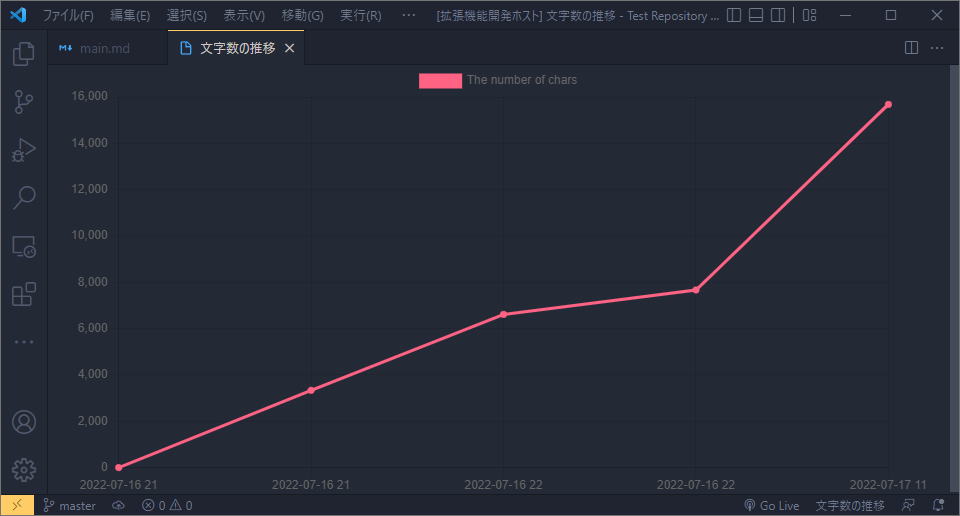 ファイル(F) 編集(E) 選択(S) 表示(V) 移動(G) 実行(R) ··· [拡張機能開発ホスト] 文字数の推移 - Test Repository ...
main.md 文字数の推移
The number of chars
16,000
14,000
12,000
10,000
8,000
6,000
4,000
2,000
0
2022-07-16 21 2022-07-16 21 2022-07-16 22 2022-07-16 22 2022-07-17 11
master 0 0 Go Live 文字数の推移